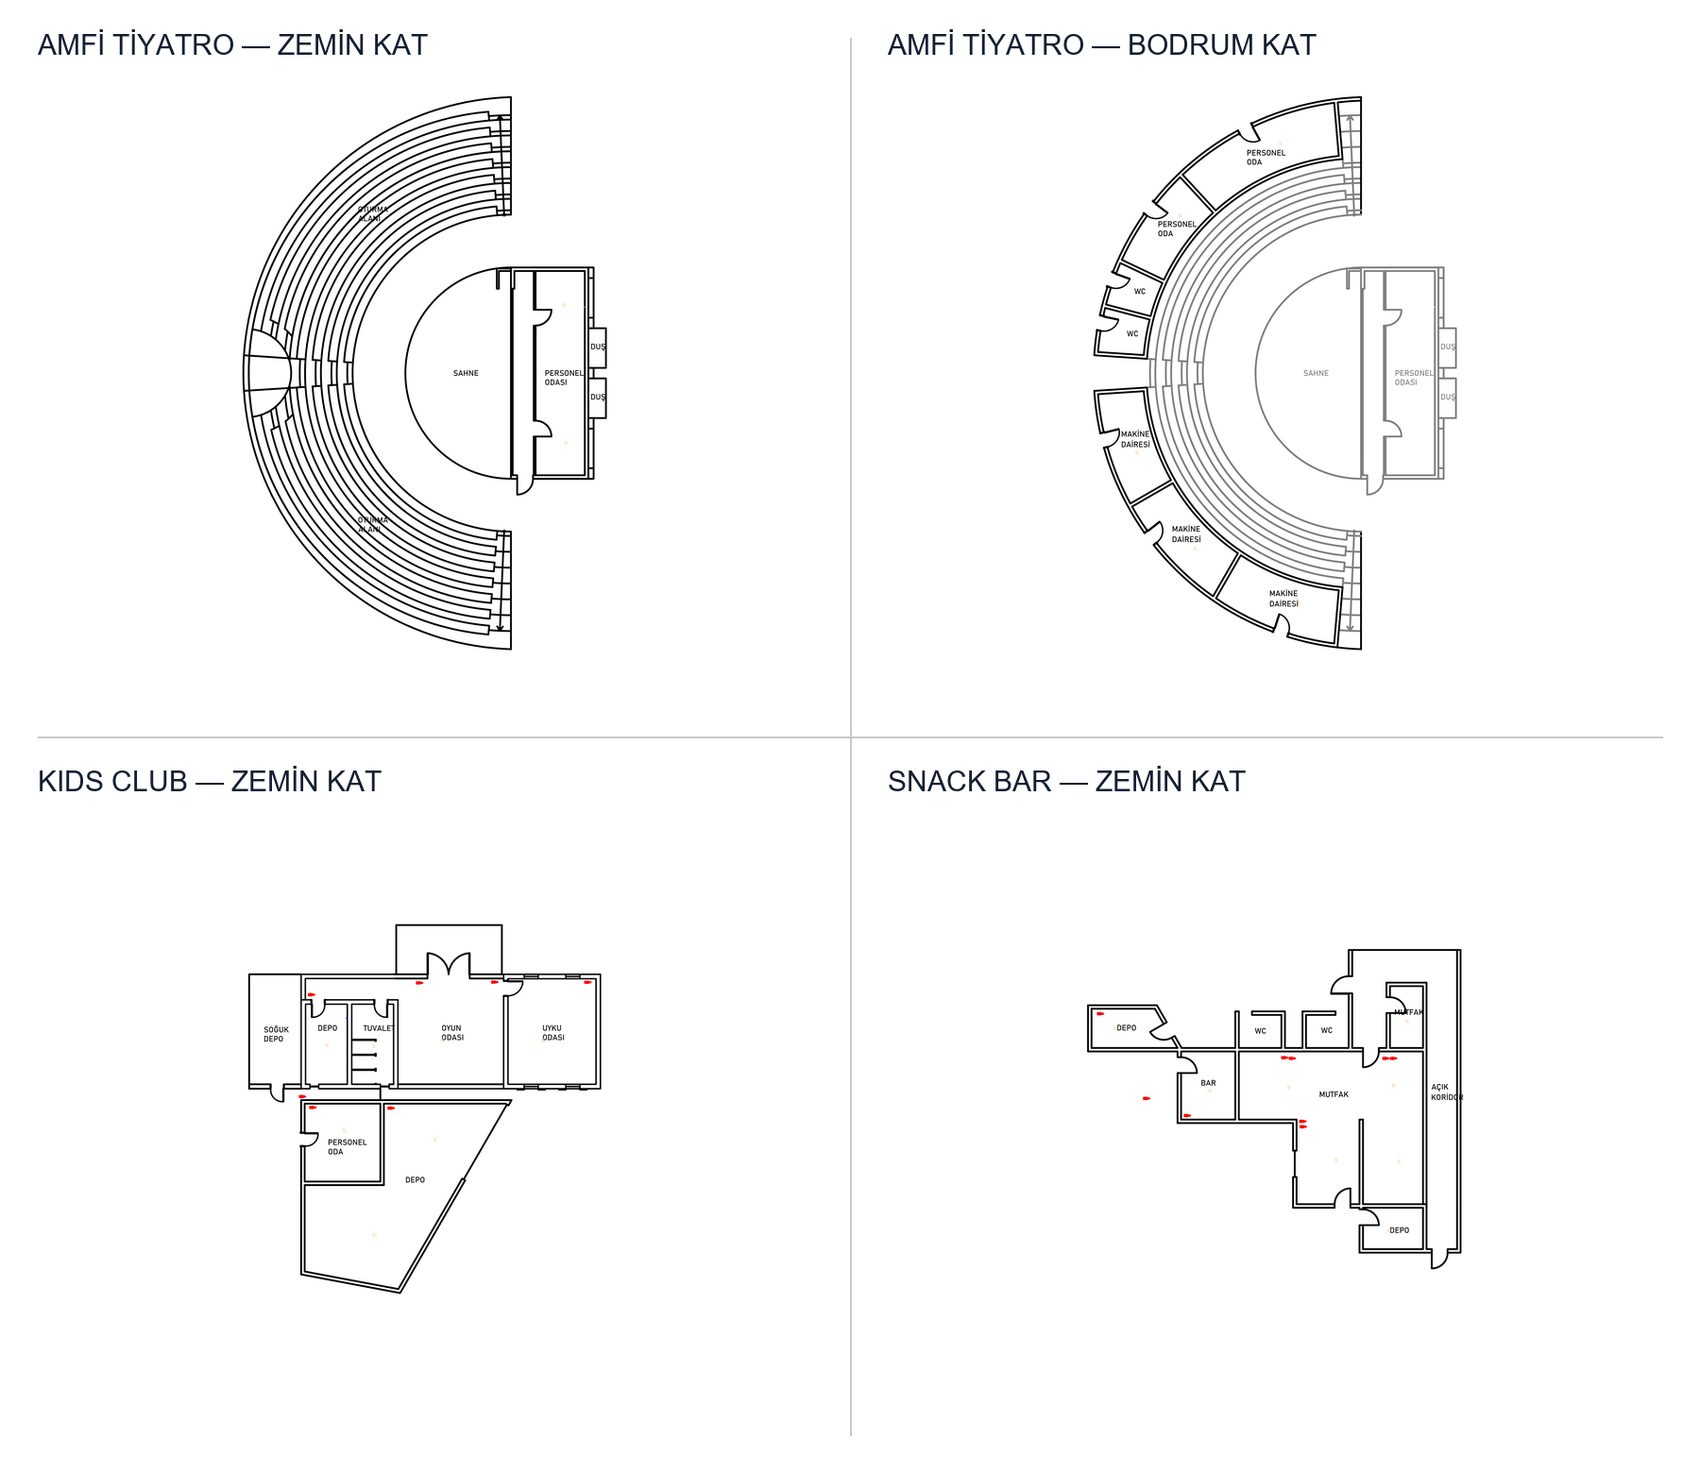 AMFİ TİYATRO — ZEMİN KAT
OTURMA
ALANI
SAHNE
PERSONEL
ODASI
DUŞ
DUŞ
OTURMA
ALANI
AMFİ TİYATRO — BODRUM KAT
PERSONEL
ODA
PERSONEL
ODA
WC
WC
SAHNE
PERSONEL
ODASI
DUŞ
DUŞ
MAKİNE
DAİRESİ
MAKİNE
DAİRESİ
MAKİNE
DAİRESİ
KIDS CLUB — ZEMİN KAT
SOĞUK
DEPO
DEPO
TUVALET
OYUN
ODASI
UYKU
ODASI
PERSONEL
ODA
DEPO
SNACK BAR — ZEMİN KAT
DEPO
WC
WC
MUTFAK
BAR
MUTFAK
AÇIK
KORİDOR
DEPO